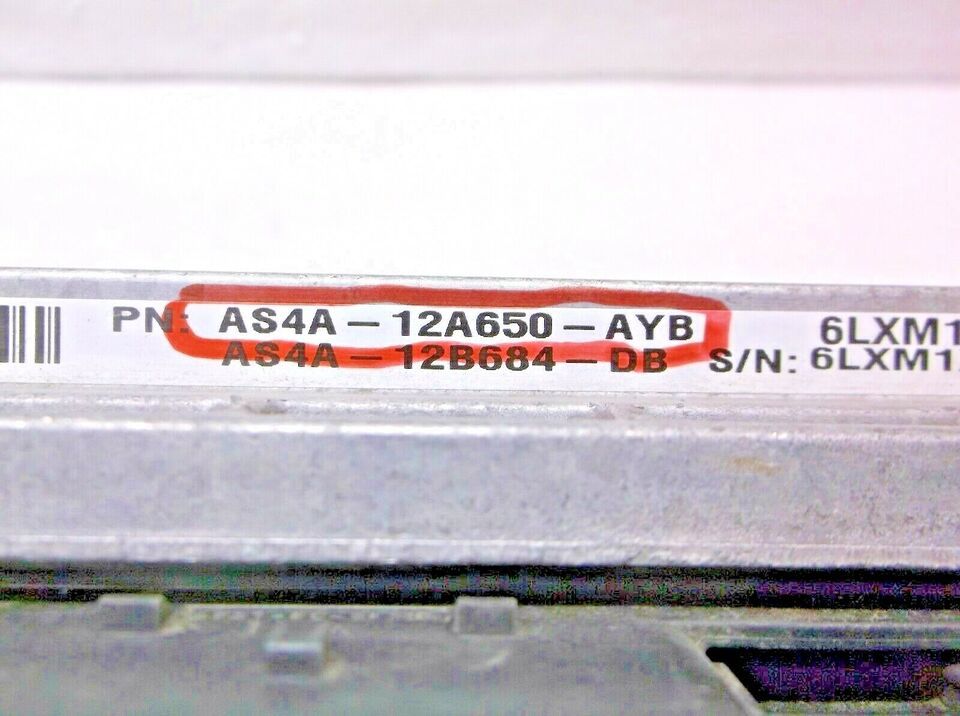 PN: AS4A-12A650-AYB 6LXM1
AS4A-12B684-DB S/N: 6LXM1